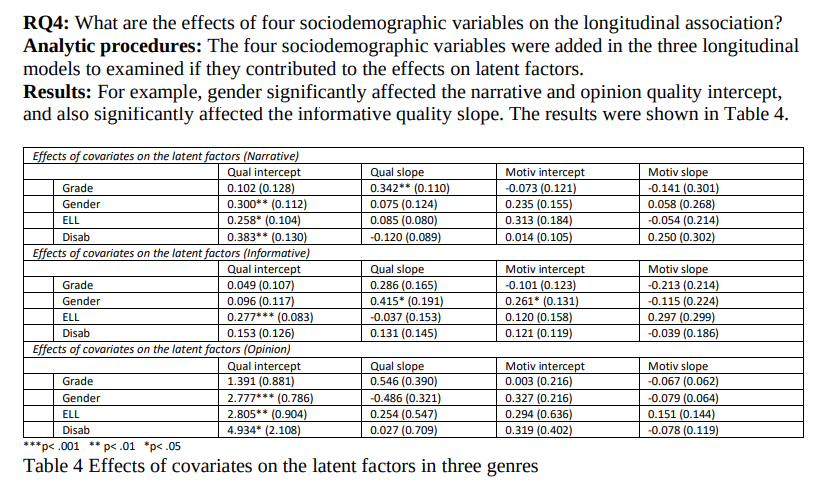 RQ4: What are the effects of four sociodemographic variables on the longitudinal association?
Analytic procedures: The four sociodemographic variables were added in the three longitudinal
models to examined if they contributed to the effects on latent factors.
Results: For example, gender significantly affected the narrative and opinion quality intercept,
and also significantly affected the informative quality slope. The results were shown in Table 4.
Effects of covariates on the latent factors (Narrative)
Qual intercept Qual slope Motiv intercept Motiv slope
Grade 0.102 (0.128) 0.342** (0.110) -0.073 (0.121) -0.141 (0.301)
Gender 0.300** (0.112) 0.075 (0.124) 0.235 (0.155) 0.058 (0.268)
ELL 0.258* (0.104) 0.085 (0.080) 0.313 (0.184) -0.054 (0.214)
Disab 0.383** (0.130) -0.120 (0.089) 0.014 (0.105) 0.250 (0.302)
Effects of covariates on the latent factors (Informative)
Qual intercept Qual slope Motiv intercept Motiv slope
Grade 0.049 (0.107) 0.286 (0.165) -0.101 (0.123) -0.213 (0.214)
Gender 0.096 (0.117) 0.415* (0.191) 0.261* (0.131) -0.115 (0.224)
ELL 0.277*** (0.083) -0.037 (0.153) 0.120 (0.158) 0.297 (0.299)
Disab 0.153 (0.126) 0.131 (0.145) 0.121 (0.119) -0.039 (0.186)
Effects of covariates on the latent factors (Opinion)
Qual intercept Qual slope Motiv intercept Motiv slope
Grade 1.391 (0.881) 0.546 (0.390) 0.003 (0.216) -0.067 (0.062)
Gender 2.777*** (0.786) -0.486 (0.321) 0.327 (0.216) -0.079 (0.064)
ELL 2.805** (0.904) 0.254 (0.547) 0.294 (0.636) 0.151 (0.144)
Disab 4.934* (2.108) 0.027 (0.709) 0.319 (0.402) -0.078 (0.119)
***p< .001 ** p< .01 *p< .05
Table 4 Effects of covariates on the latent factors in three genres